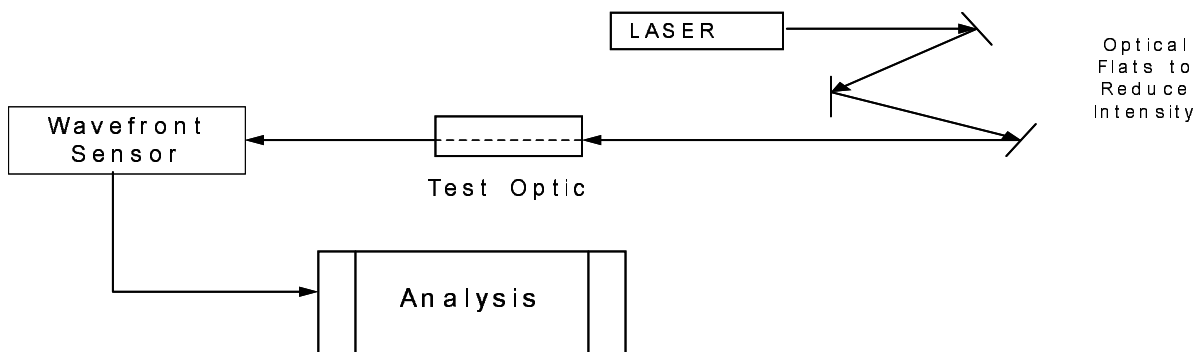 LASER
Optical
Flats to
Reduce
Intensity
Wavefront
Sensor
Test Optic
Analysis